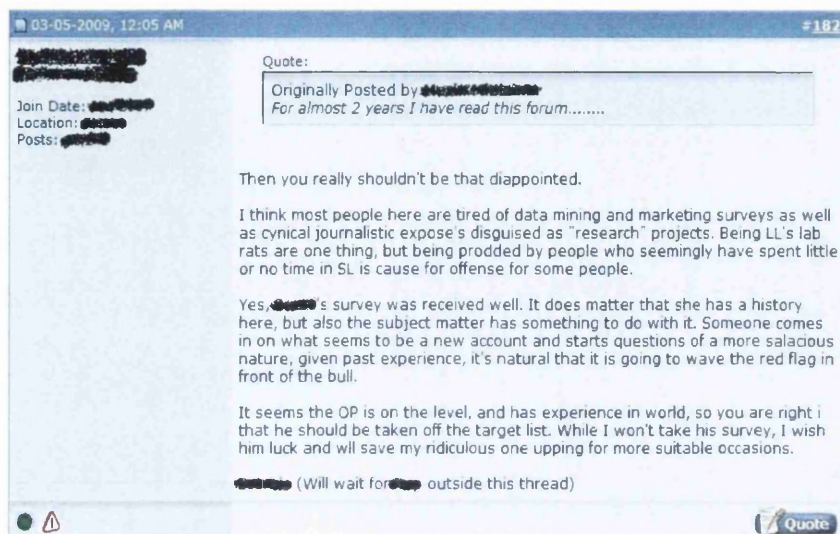 03-05-2009, 12:05 AM #182
Quote:
Originally Posted by
For almost 2 years I have read this forum........
Join Date:
Location:
Posts:
Then you really shouldn't be that diappointed.
I think most people here are tired of data mining and marketing surveys as well
as cynical journalistic expose's disguised as "research" projects. Being LL's lab
rats are one thing, but being prodded by people who seemingly have spent little
or no time in SL is cause for offense for some people.
Yes, 's survey was received well. It does matter that she has a history
here, but also the subject matter has something to do with it. Someone comes
in on what seems to be a new account and starts questions of a more salacious
nature, given past experience, it's natural that it is going to wave the red flag in
front of the bull.
It seems the OP is on the level, and has experience in world, so you are right i
that he should be taken off the target list. While I won't take his survey, I wish
him luck and wll save my ridiculous one upping for more suitable occasions.
(Will wait for outside this thread)
Quote